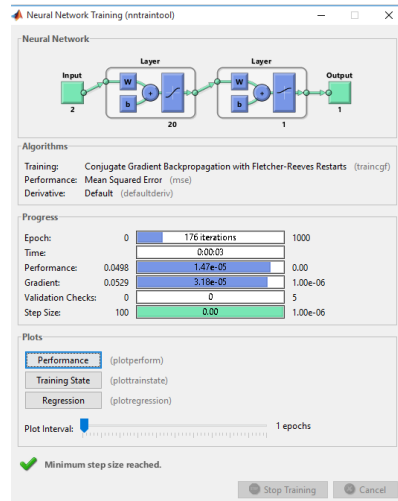 Neural Network Training (nntraintool)
Neural Network
Layer Layer
Input Output
W W
b b
2 1
20 1
Algorithms
Training: Conjugate Gradient Backpropagation with Fletcher-Reeves Restarts (traincgf)
Performance: Mean Squared Error (mse)
Derivative: Default (defaultderiv)
Progress
Epoch: 0 176 iterations 1000
Time: 0:00:03
Performance: 0.0498 1.47e-05 0.00
Gradient: 0.0529 3.18e-05 1.00e-06
Validation Checks: 0 0 5
Step Size: 100 0.00 1.00e-06
Plots
Performance (plotperform)
Training State (plottrainstate)
Regression (plotregression)
Plot Interval: 1 epochs
Minimum step size reached.
Stop Training Cancel